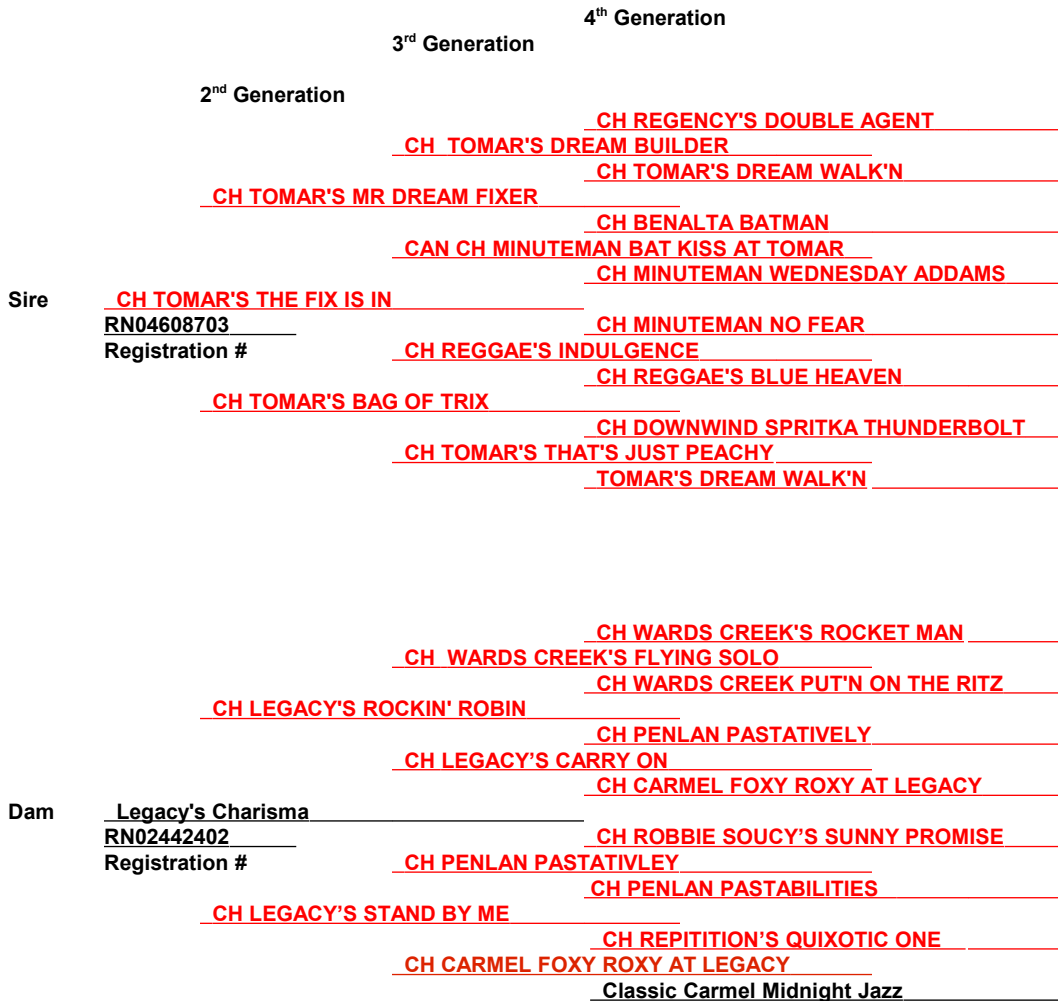 4th Generation
3rd Generation
2nd Generation
CH REGENCY'S DOUBLE AGENT
CH TOMAR'S DREAM BUILDER
CH TOMAR'S DREAM WALK'N
CH TOMAR'S MR DREAM FIXER
CH BENALTA BATMAN
CAN CH MINUTEMAN BAT KISS AT TOMAR
CH MINUTEMAN WEDNESDAY ADDAMS
Sire CH TOMAR'S THE FIX IS IN
RN04608703 CH MINUTEMAN NO FEAR
Registration # CH REGGAE'S INDULGENCE
CH REGGAE'S BLUE HEAVEN
CH TOMAR'S BAG OF TRIX
CH DOWNWIND SPRITKA THUNDERBOLT
CH TOMAR'S THAT'S JUST PEACHY
TOMAR'S DREAM WALK'N
CH WARDS CREEK'S ROCKET MAN
CH WARDS CREEK'S FLYING SOLO
CH WARDS CREEK PUT'N ON THE RITZ
CH LEGACY'S ROCKIN' ROBIN
CH PENLAN PASTATIVELY
CH LEGACY’S CARRY ON
CH CARMEL FOXY ROXY AT LEGACY
Dam Legacy's Charisma
RN02442402 CH ROBBIE SOUCY’S SUNNY PROMISE
Registration # CH PENLAN PASTATIVLEY
CH PENLAN PASTABILITIES
CH LEGACY’S STAND BY ME
CH REPITITION’S QUIXOTIC ONE
CH CARMEL FOXY ROXY AT LEGACY
Classic Carmel Midnight Jazz